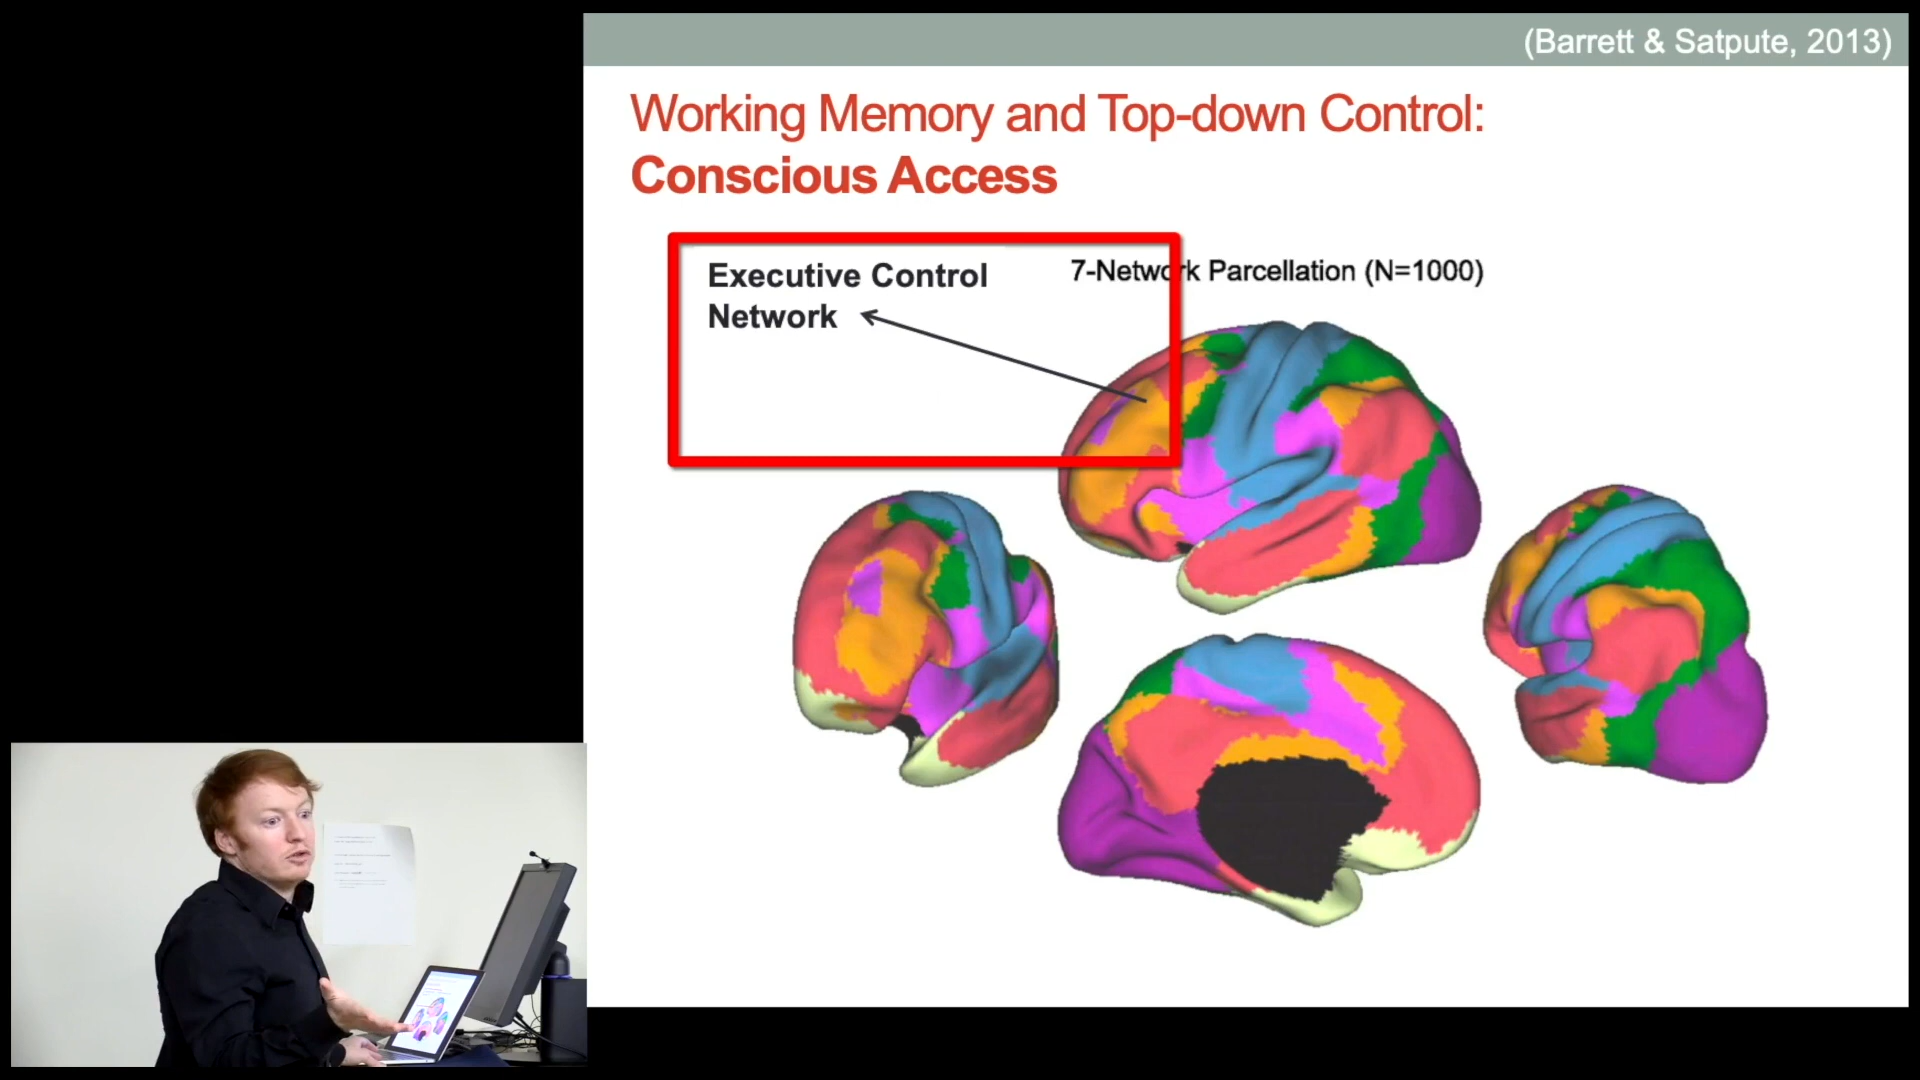 (Barrett & Satpute, 2013)
Working Memory and Top-down Control:
Conscious Access
Executive Control
Network
7-Network Parcellation (N=1000)